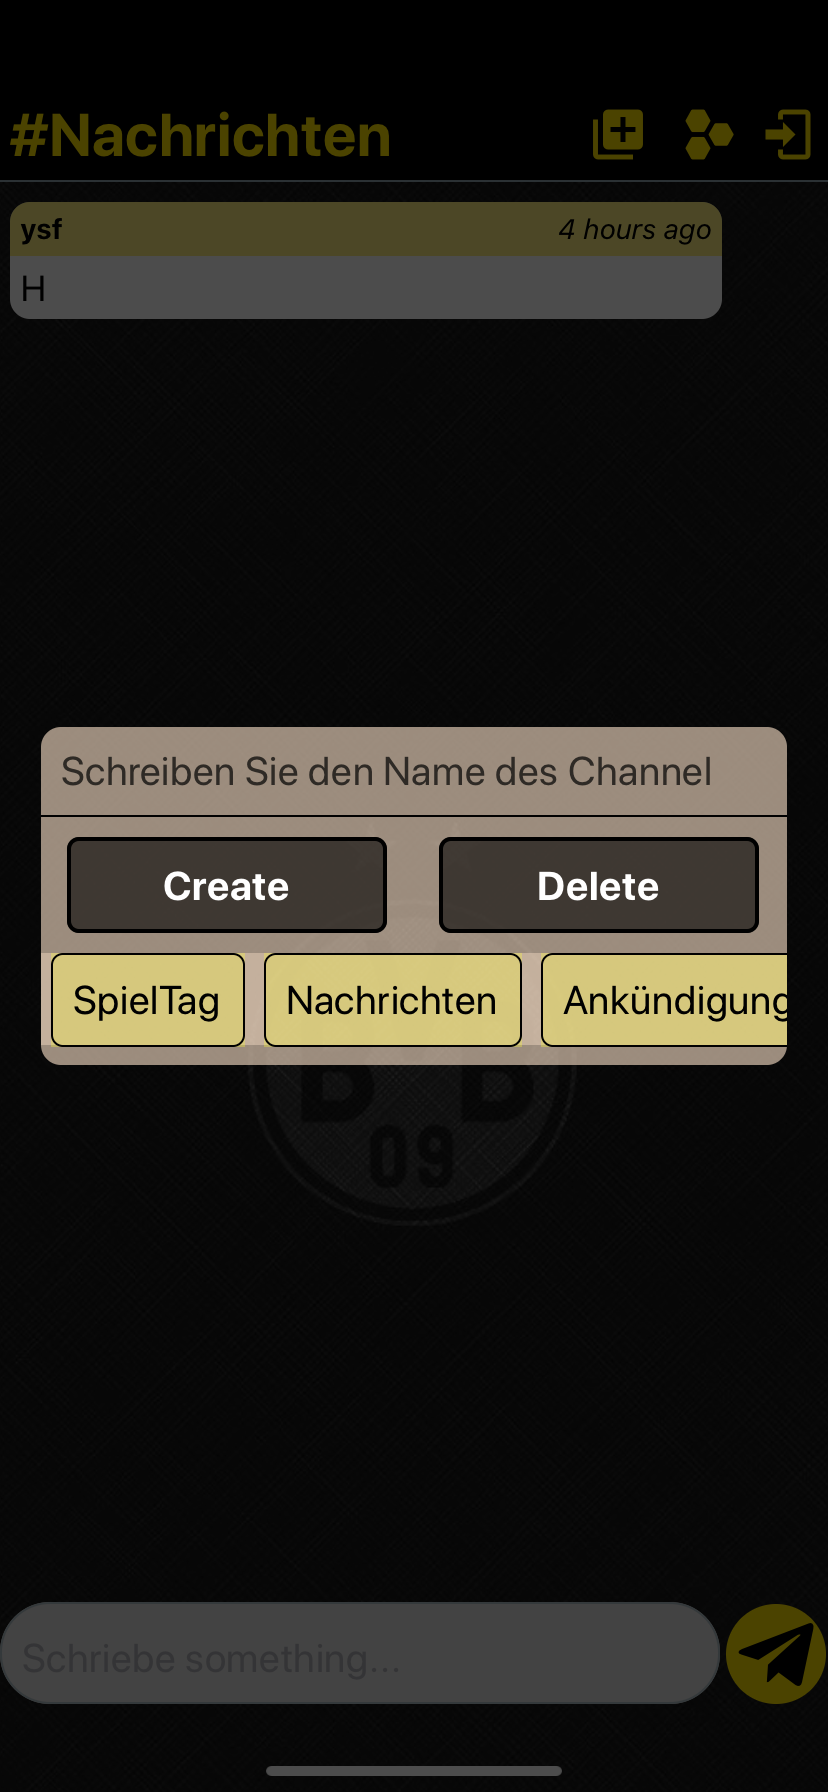 #Nachrichten
ysf 4 hours ago
H
Schreiben Sie den Name des Channel
Create Delete
SpielTag Nachrichten Ankündigung
BVB
09
Schriebe something...